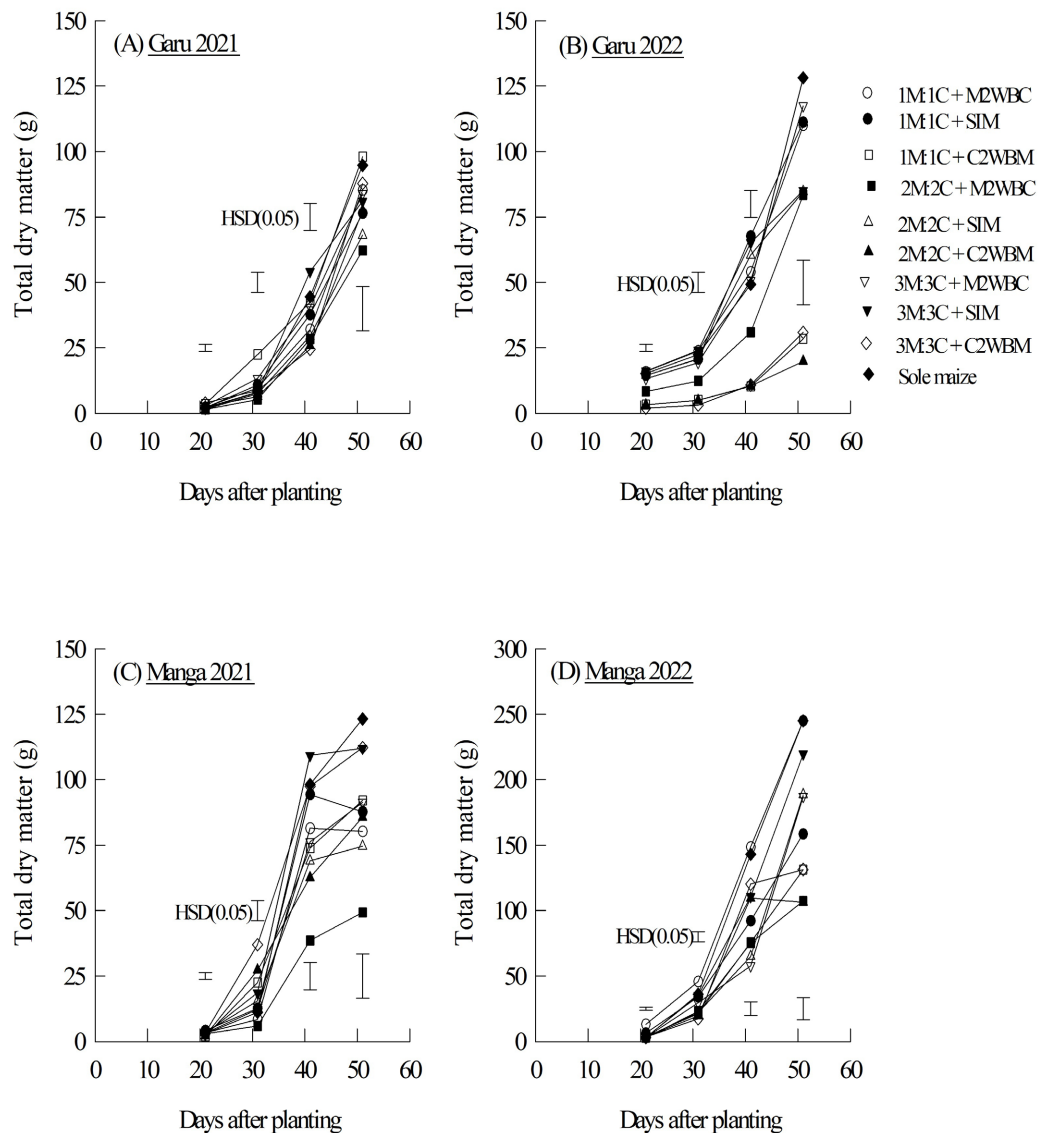 (A) Garu 2021
150
125
100
75
50
25
0
Total dry matter (g)
HSD(0.05)
0 10 20 30 40 50 60
Days after planting
(B) Garu 2022
150
125
100
75
50
25
0
Total dry matter (g)
HSD(0.05)
0 10 20 30 40 50 60
Days after planting
1M:1C + M2WBC
1M:1C + SIM
1M:1C + C2WBM
2M:2C + M2WBC
2M:2C + SIM
2M:2C + C2WBM
3M:3C + M2WBC
3M:3C + SIM
3M:3C + C2WBM
Sole maize
(C) Manga 2021
150
125
100
75
50
25
0
Total dry matter (g)
HSD(0.05)
0 10 20 30 40 50 60
Days after planting
(D) Manga 2022
300
250
200
150
100
50
0
Total dry matter (g)
HSD(0.05)
0 10 20 30 40 50 60
Days after planting